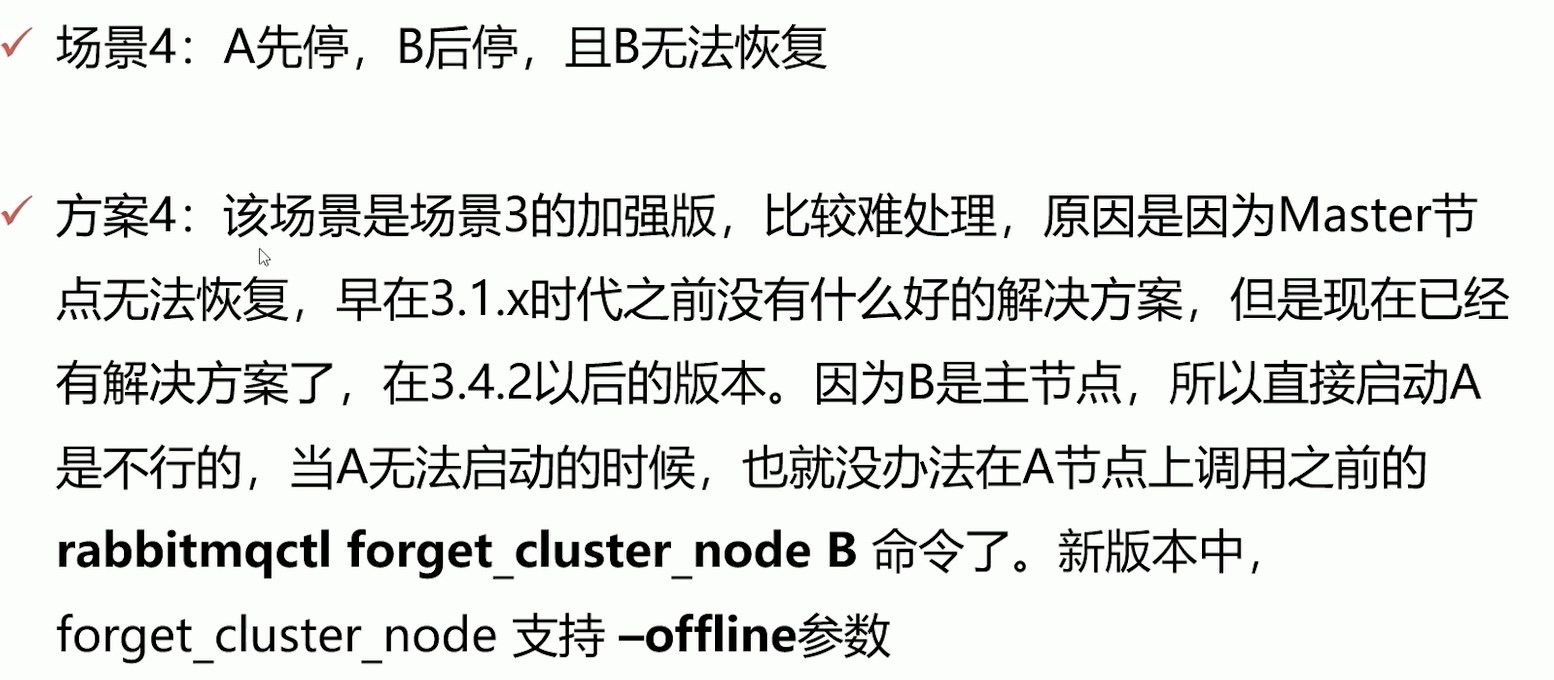 ✓ 场景4：A先停，B后停，且B无法恢复
✓ 方案4：该场景是场景3的加强版，比较难处理，原因是因为Master节
点无法恢复，早在3.1.x时代之前没有什么好的解决方案，但是现在已经
有解决方案了，在3.4.2以后的版本。因为B是主节点，所以直接启动A
是不行的，当A无法启动的时候，也就没办法在A节点上调用之前的
rabbitmqctl forget_cluster_node B 命令了。新版本中，
forget_cluster_node 支持 –offline参数